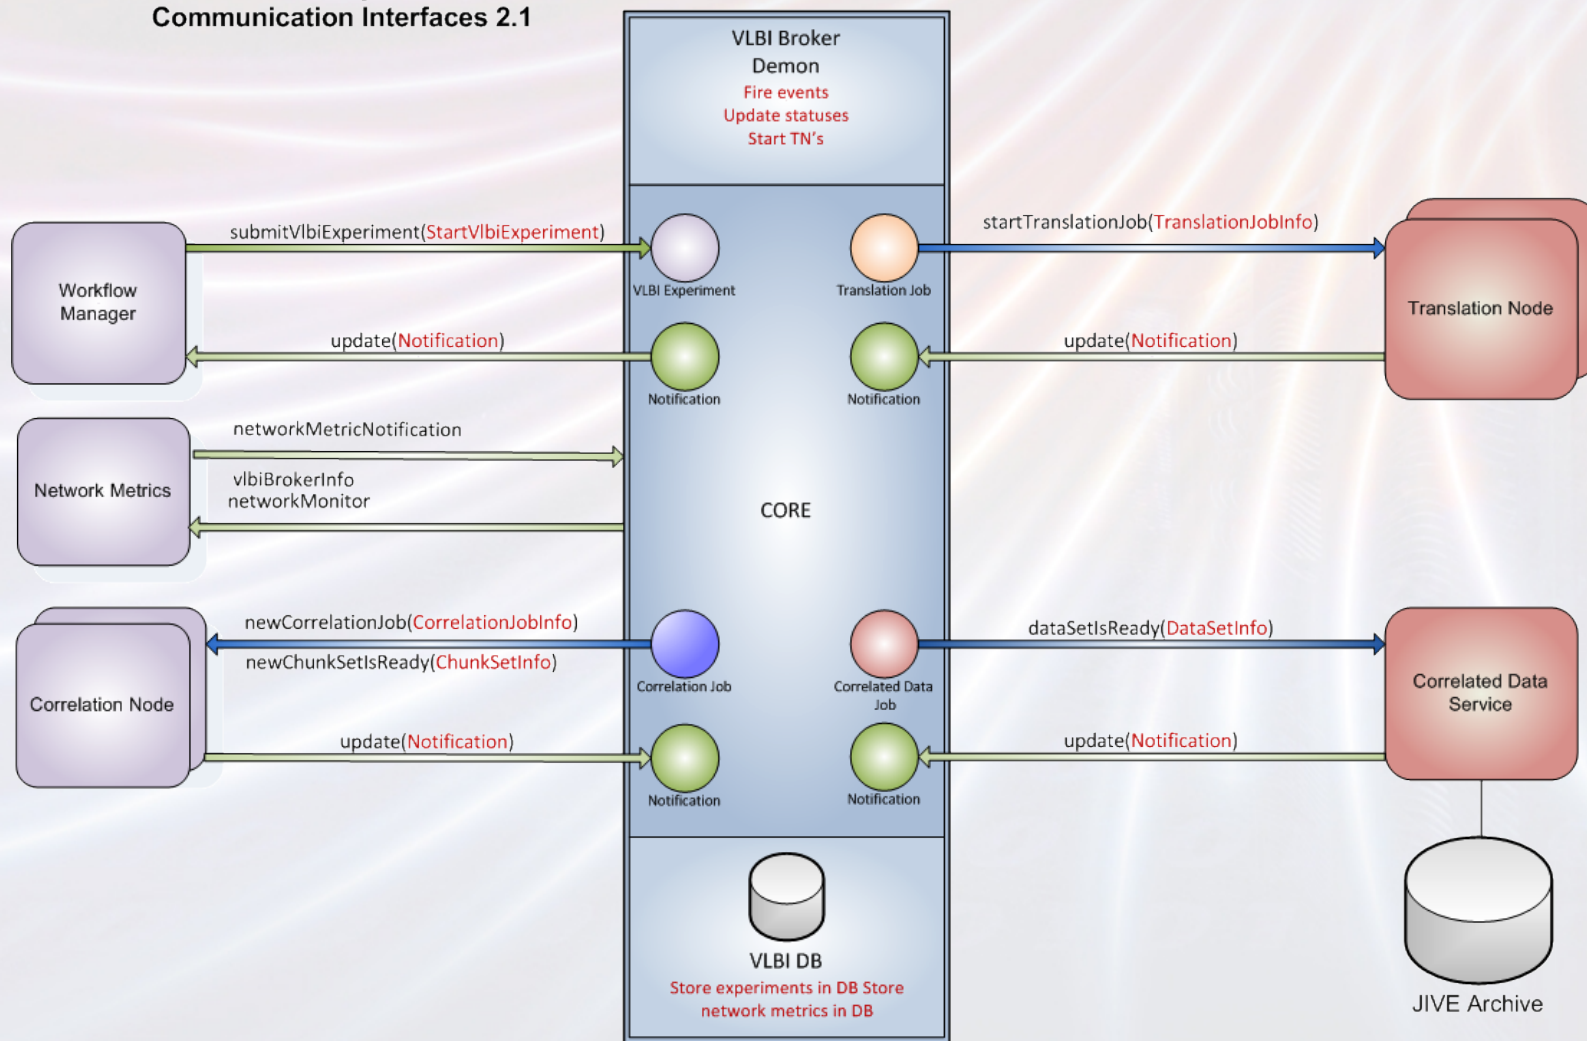 Communication Interfaces 2.1
VLBI Broker
Demon
Fire events
Update statuses
Start TN's
Workflow
Manager
submitVlbiExperiment(StartVlbiExperiment)
VLBI Experiment
update(Notification)
Notification
Translation Job
startTranslationJob(TranslationJobInfo)
Translation Node
Notification
update(Notification)
Network Metrics
networkMetricNotification
vlbiBrokerInfo
networkMonitor
CORE
Correlation Node
newCorrelationJob(CorrelationJobInfo)
newChunkSetIsReady(ChunkSetInfo)
Correlation Job
update(Notification)
Notification
Correlated Data
Job
dataSetIsReady(DataSetInfo)
Correlated Data
Service
Notification
update(Notification)
VLBI DB
Store experiments in DB Store
network metrics in DB
JIVE Archive